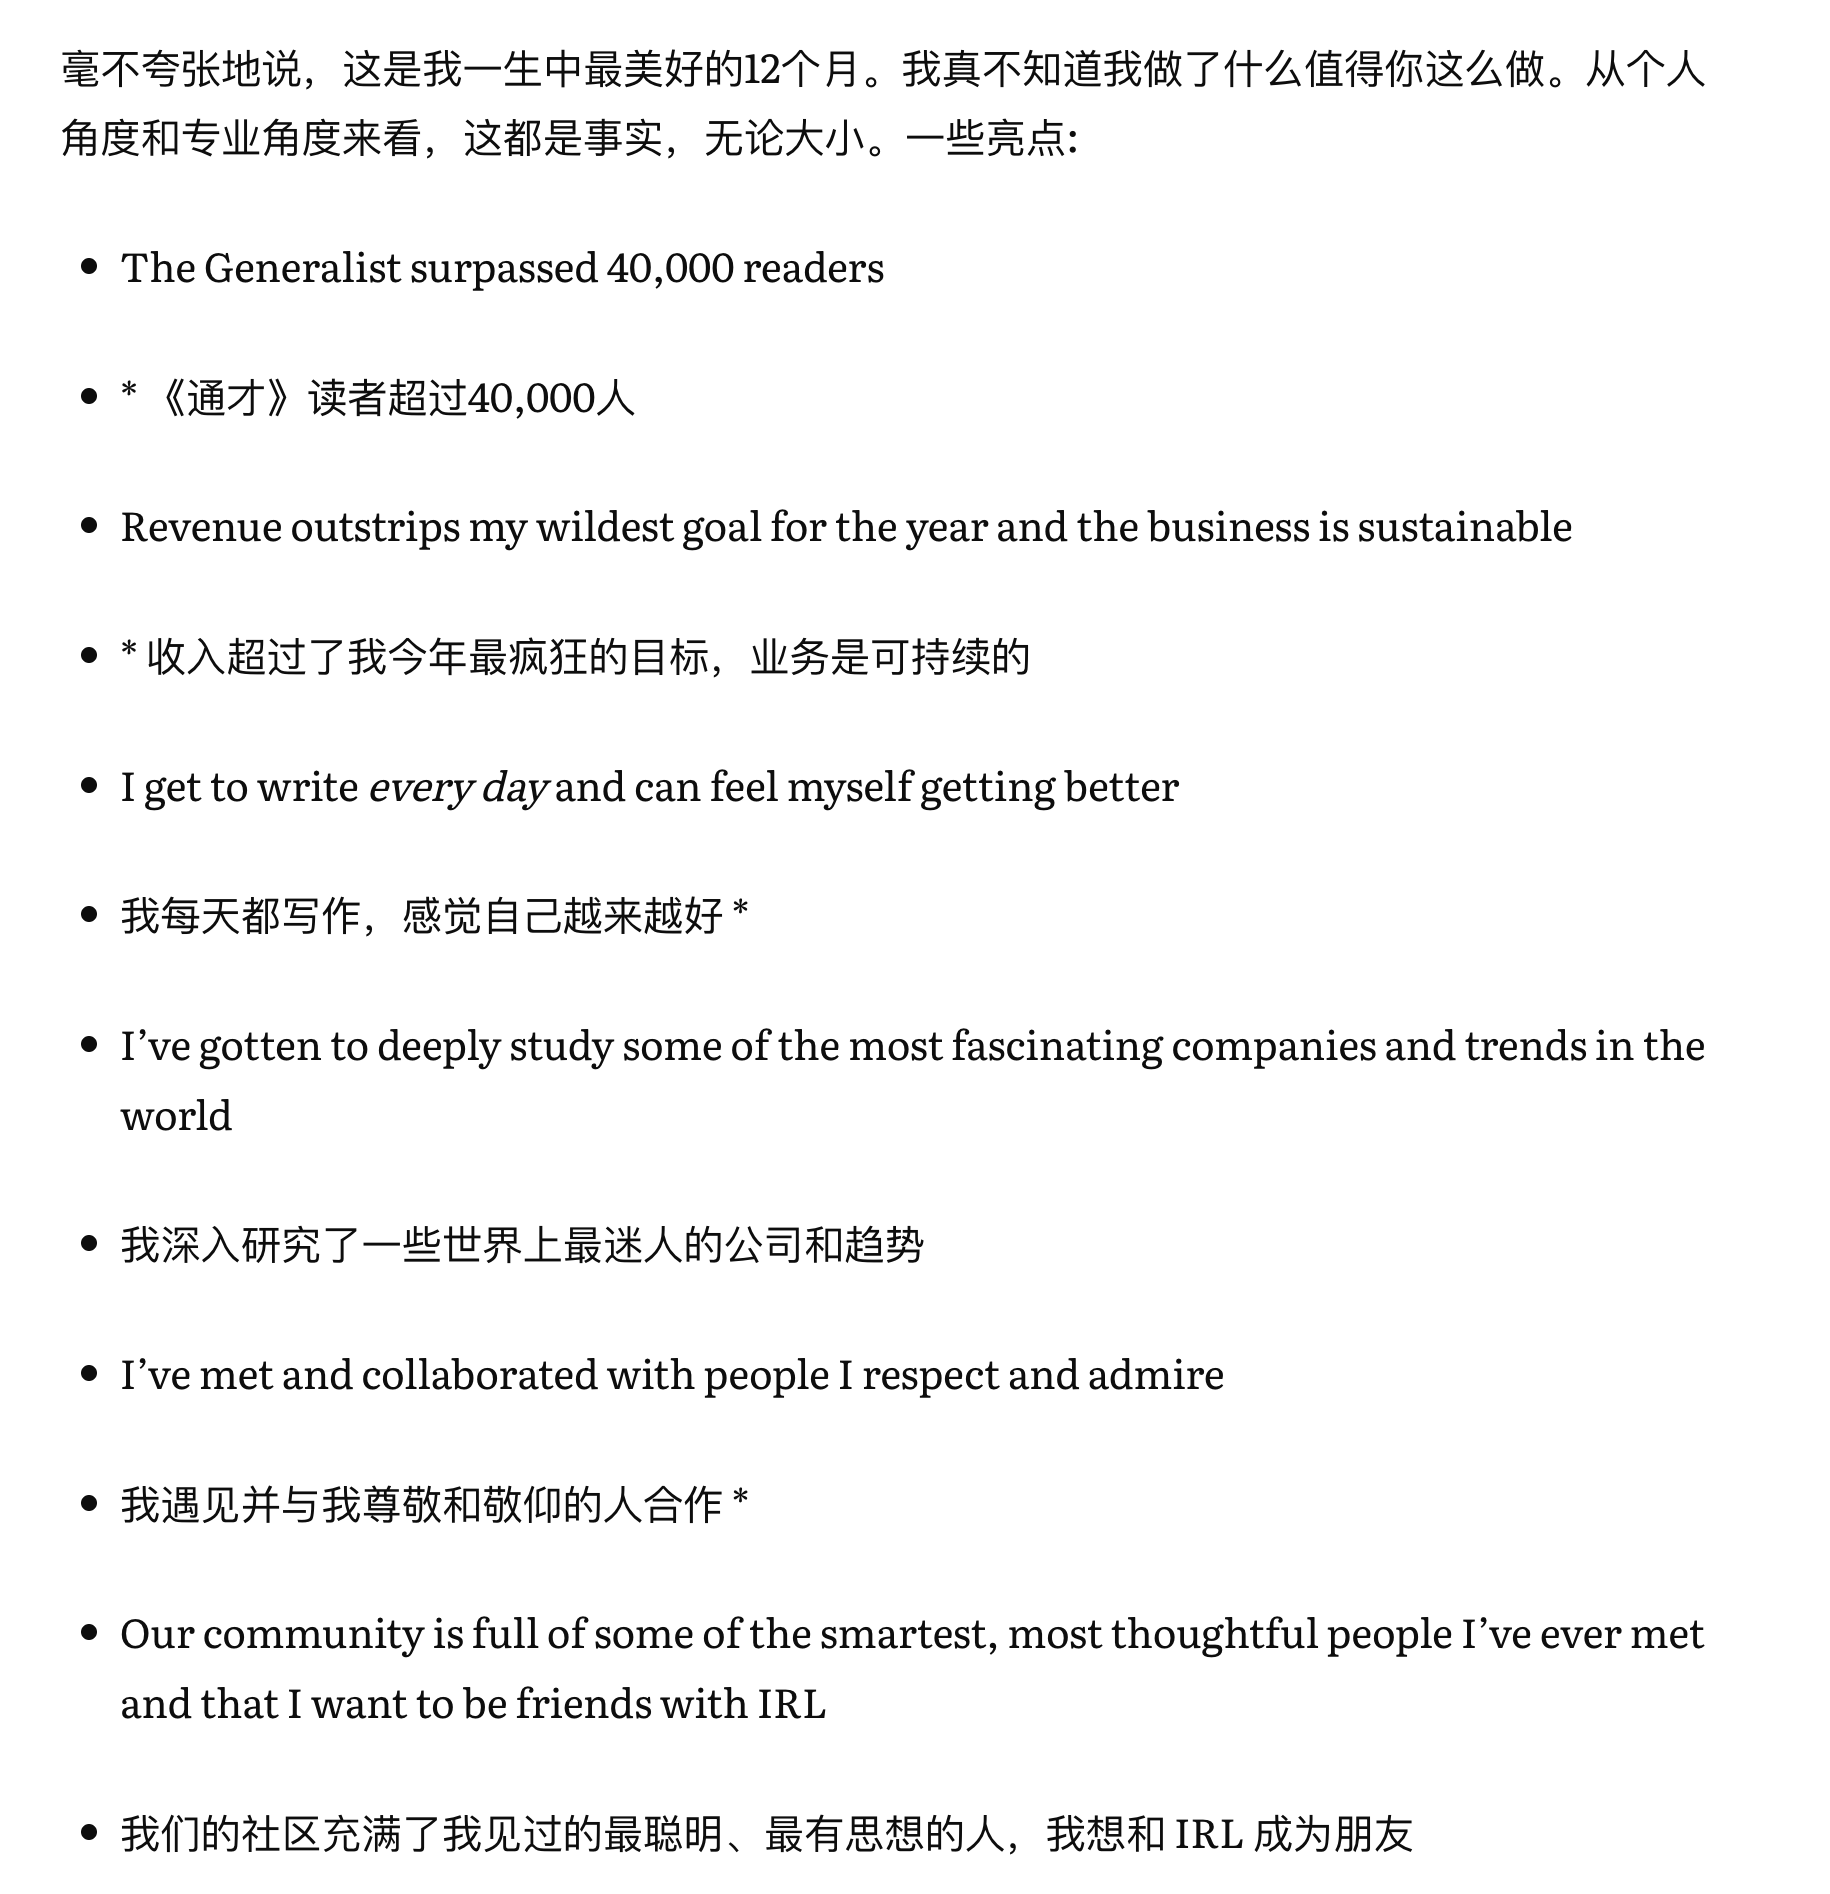 毫不夸张地说，这是我一生中最美好的12个月。我真不知道我做了什么值得你这么做。从个人
角度和专业角度来看，这都是事实，无论大小。一些亮点:
• The Generalist surpassed 40,000 readers
• * 《通才》读者超过40,000人
• Revenue outstrips my wildest goal for the year and the business is sustainable
• * 收入超过了我今年最疯狂的目标，业务是可持续的
• I get to write every day and can feel myself getting better
• 我每天都写作，感觉自己越来越好 *
• I’ve gotten to deeply study some of the most fascinating companies and trends in the
world
• 我深入研究了一些世界上最迷人的公司和趋势
• I’ve met and collaborated with people I respect and admire
• 我遇见并与我尊敬和敬仰的人合作 *
• Our community is full of some of the smartest, most thoughtful people I’ve ever met
and that I want to be friends with IRL
• 我们的社区充满了我见过的最聪明、最有思想的人，我想和 IRL 成为朋友